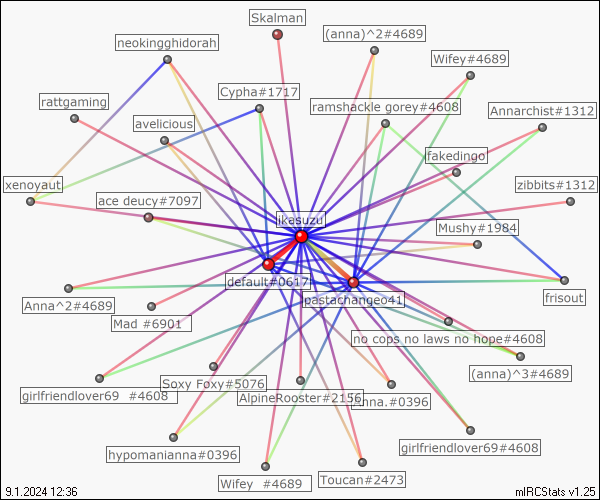 Skalman
neokingghidorah
(anna)^2#4689
Wifey#4689
Cypha#1717
rattgaming
ramshackle gorey#4608
Annarchist#1312
avelicious
fakedingo
xenoyaut
zibbits#1312
ace deucy#7097
ikasuzu
Mushy#1984
default#0617
pastachangeo41
frisout
Anna^2#4689
Mad #6901
no cops no laws no hope#4608
(anna)^3#4689
Soxy Foxy#5076
girlfriendlover69 #4608
AlpineRooster#2156
Anna.#0396
girlfriendlover69#4608
hypomanianna#0396
Wifey #4689
Toucan#2473
9.1.2024 12:36
mIRCStats v1.25